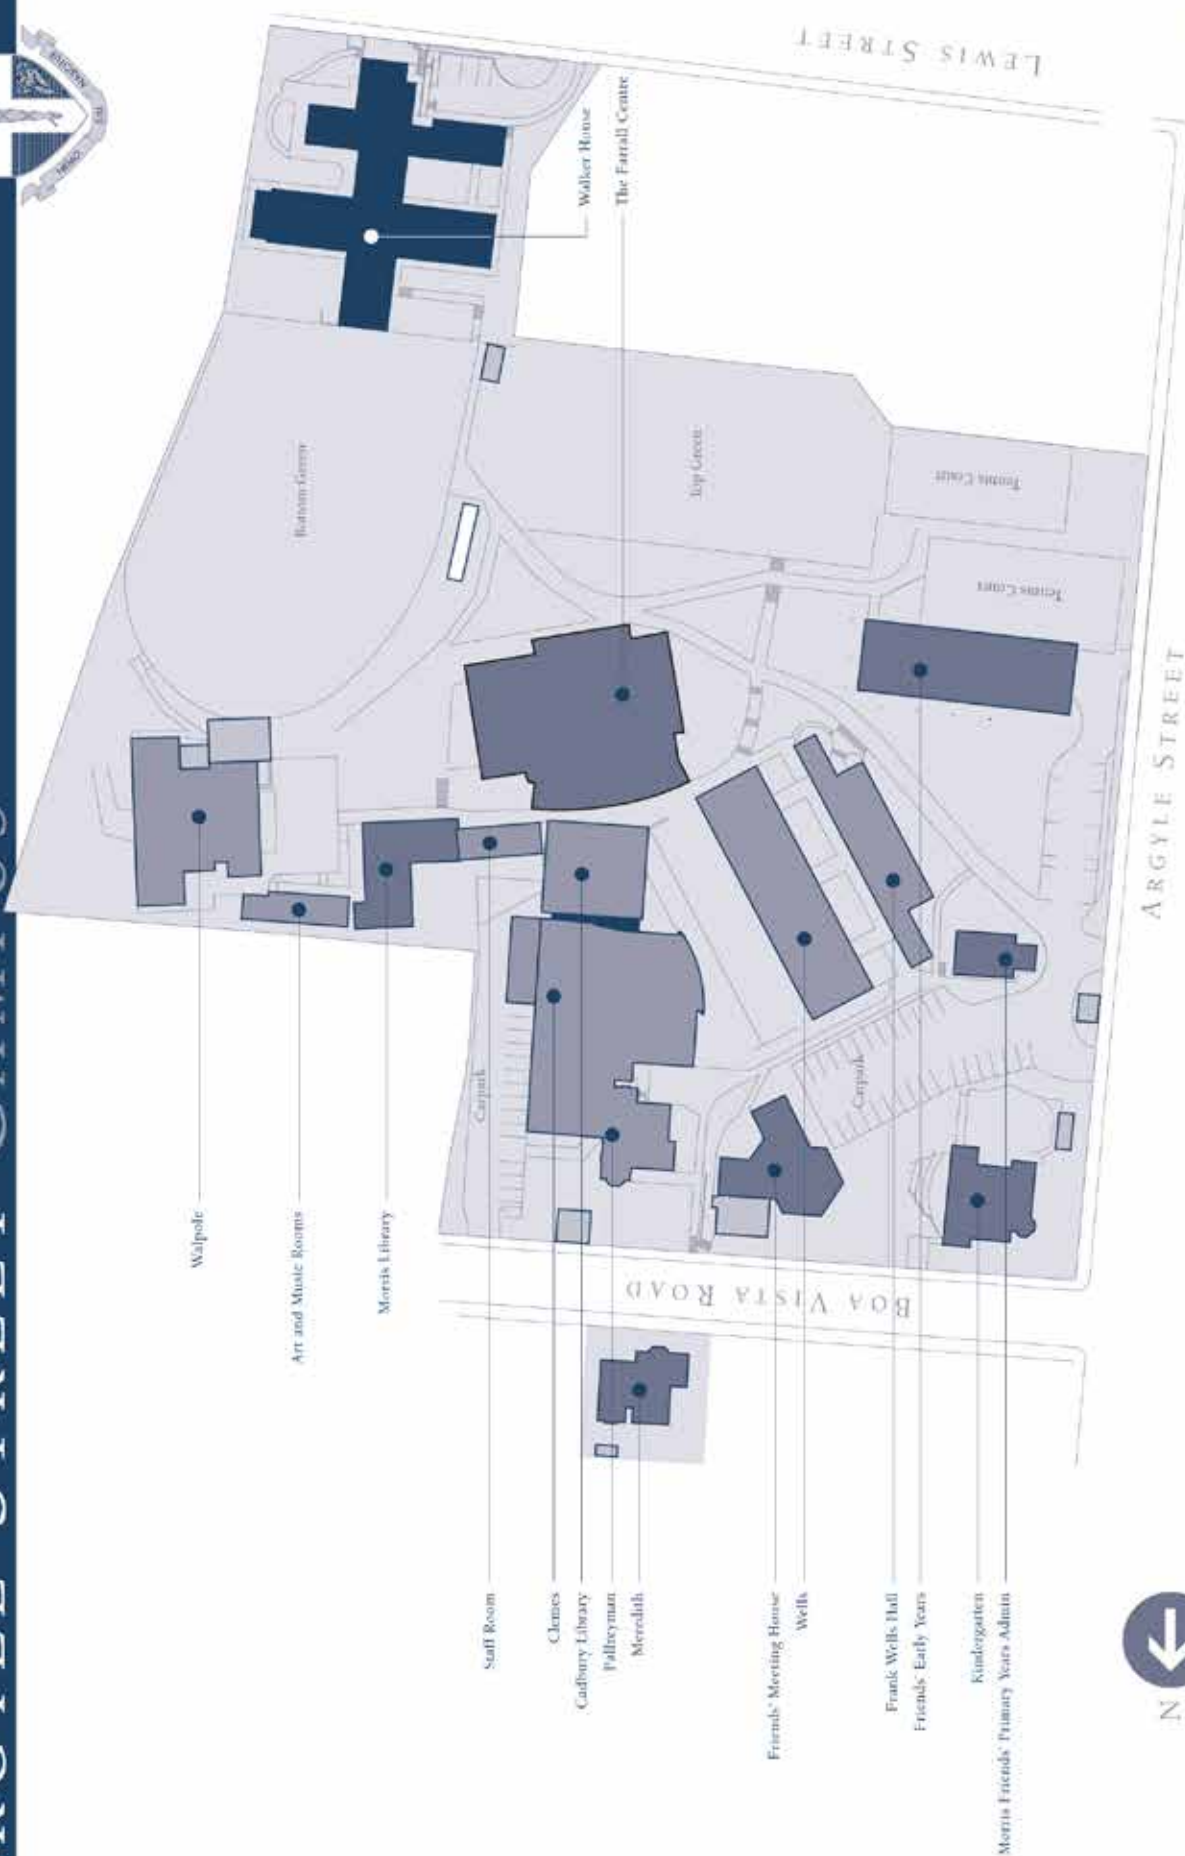 LEWIS STREET
Walker House
The Farrall Centre
Bottom Green
Top Green
Tennis Court
Tennis Court
ARGYLE STREET
Carpark
Carpark
BOA VISTA ROAD
Walpole
Art and Music Rooms
Morris Library
Staff Room
Clemes
Cadbury Library
Palfreyman
Meredith
Friends' Meeting House
Wells
Frank Wells Hall
Friends' Early Years
Kindergarten
Morris Friends' Primary Years Admin
N